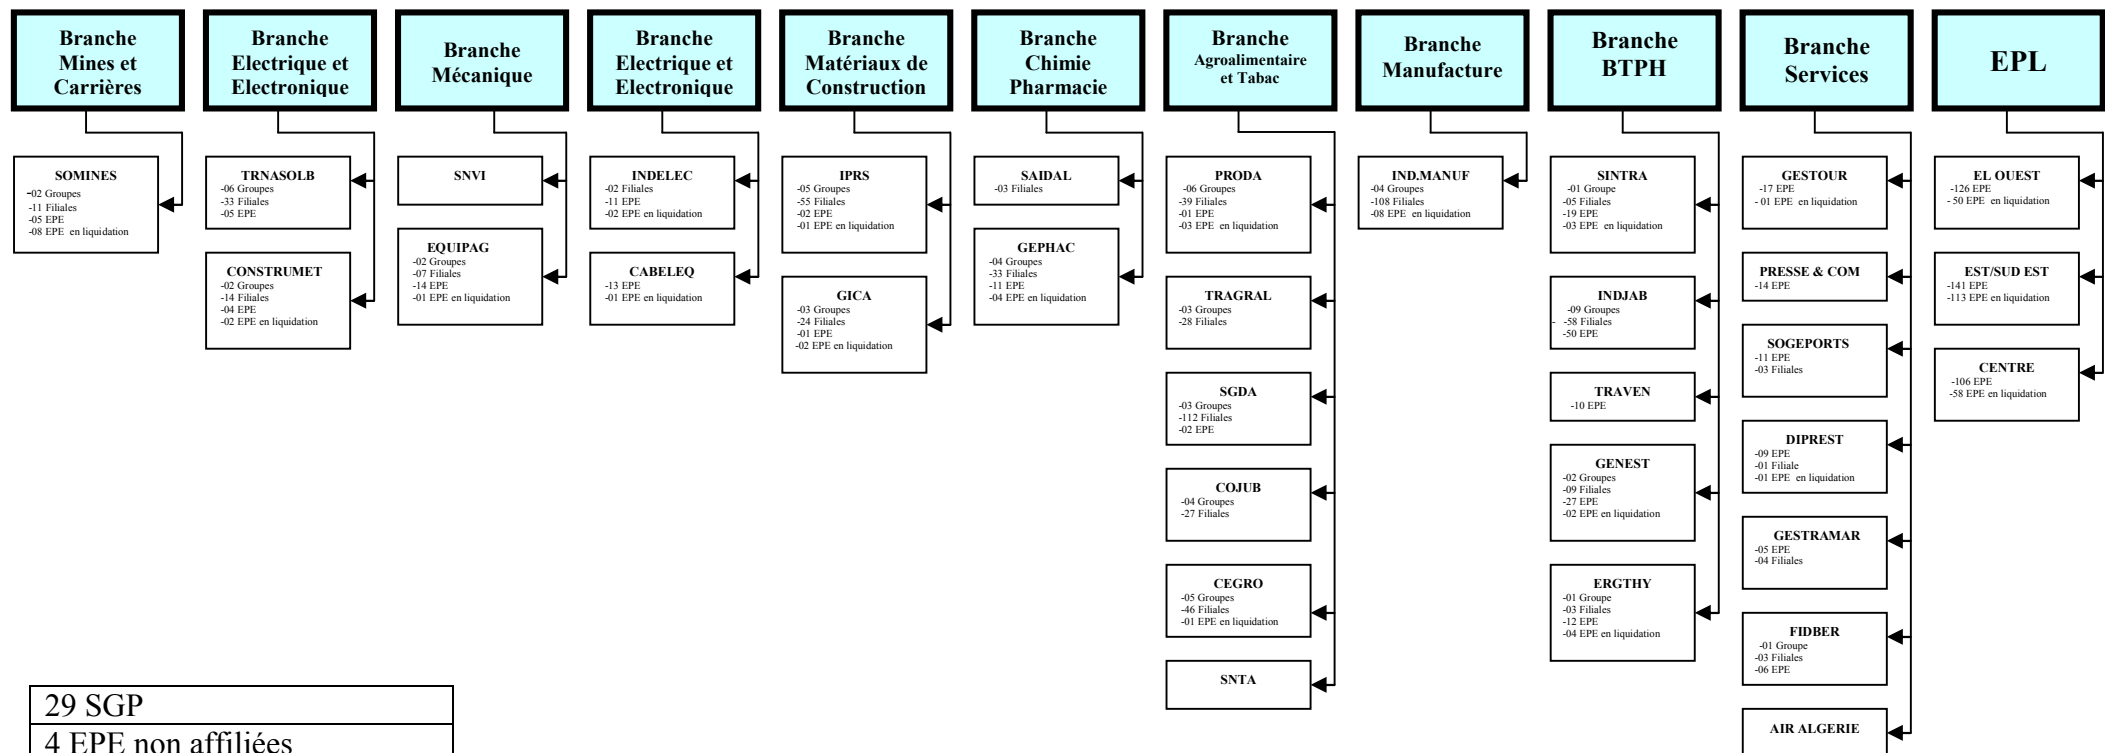 Branche
Mines et
Carrières
SOMINES
-02 Groupes
-11 Filiales
-05 EPE
-08 EPE en liquidation
Branche
Electrique et
Electronique
TRNASOLB
-06 Groupes
-33 Filiales
-05 EPE
CONSTRUMET
-02 Groupes
-14 Filiales
-04 EPE
-02 EPE en liquidation
Branche
Mécanique
SNVI
EQUIPAG
-02 Groupes
-07 Filiales
-14 EPE
-01 EPE en liquidation
Branche
Electrique et
Electronique
INDELEC
-02 Filiales
-11 EPE
-02 EPE en liquidation
CABELEQ
-13 EPE
-01 EPE en liquidation
Branche
Matériaux de
Construction
IPRS
-05 Groupes
-55 Filiales
-02 EPE
-01 EPE en liquidation
GICA
-03 Groupes
-24 Filiales
-01 EPE
-02 EPE en liquidation
Branche
Chimie
Pharmacie
SAIDAL
-03 Filiales
GEPHAC
-04 Groupes
-33 Filiales
-11 EPE
-04 EPE en liquidation
Branche
Agroalimentaire
et Tabac
PRODA
-06 Groupes
-39 Filiales
-01 EPE
-03 EPE en liquidation
TRAGRAL
-03 Groupes
-28 Filiales
SGDA
-03 Groupes
-112 Filiales
-02 EPE
COJUB
-04 Groupes
-27 Filiales
CEGRO
-05 Groupes
-46 Filiales
-01 EPE en liquidation
SNTA
Branche
Manufacture
IND.MANUF
-04 Groupes
-108 Filiales
-08 EPE en liquidation
Branche
BTPH
SINTRA
-01 Groupe
-05 Filiales
-19 EPE
-03 EPE en liquidation
INDJAB
-09 Groupes
- -58 Filiales
-50 EPE
TRAVEN
-10 EPE
GENEST
-02 Groupes
-09 Filiales
-27 EPE
-02 EPE en liquidation
ERGTHY
-01 Groupe
-03 Filiales
-12 EPE
-04 EPE en liquidation
Branche
Services
GESTOUR
-17 EPE
- 01 EPE en liquidation
PRESSE & COM
-14 EPE
SOGEPORTS
-11 EPE
-03 Filiales
DIPREST
-09 EPE
-01 Filiale
-01 EPE en liquidation
GESTRAMAR
-05 EPE
-04 Filiales
FIDBER
-01 Groupe
-03 Filiales
-06 EPE
AIR ALGERIE
EPL
EL OUEST
-126 EPE
- 50 EPE en liquidation
EST/SUD EST
-141 EPE
-113 EPE en liquidation
CENTRE
-106 EPE
-58 EPE en liquidation
29 SGP
4 EPE non affiliées